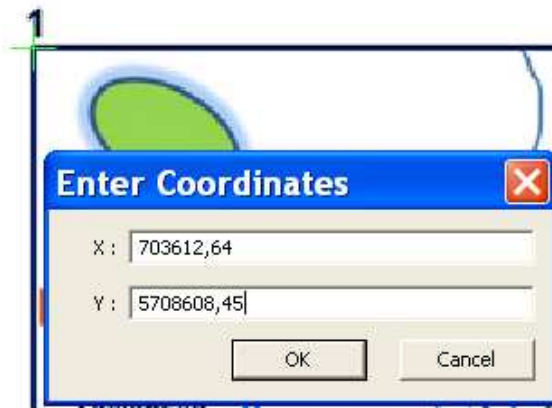 1
Enter Coordinates
X : 703612,64
Y : 5708608,45
OK Cancel